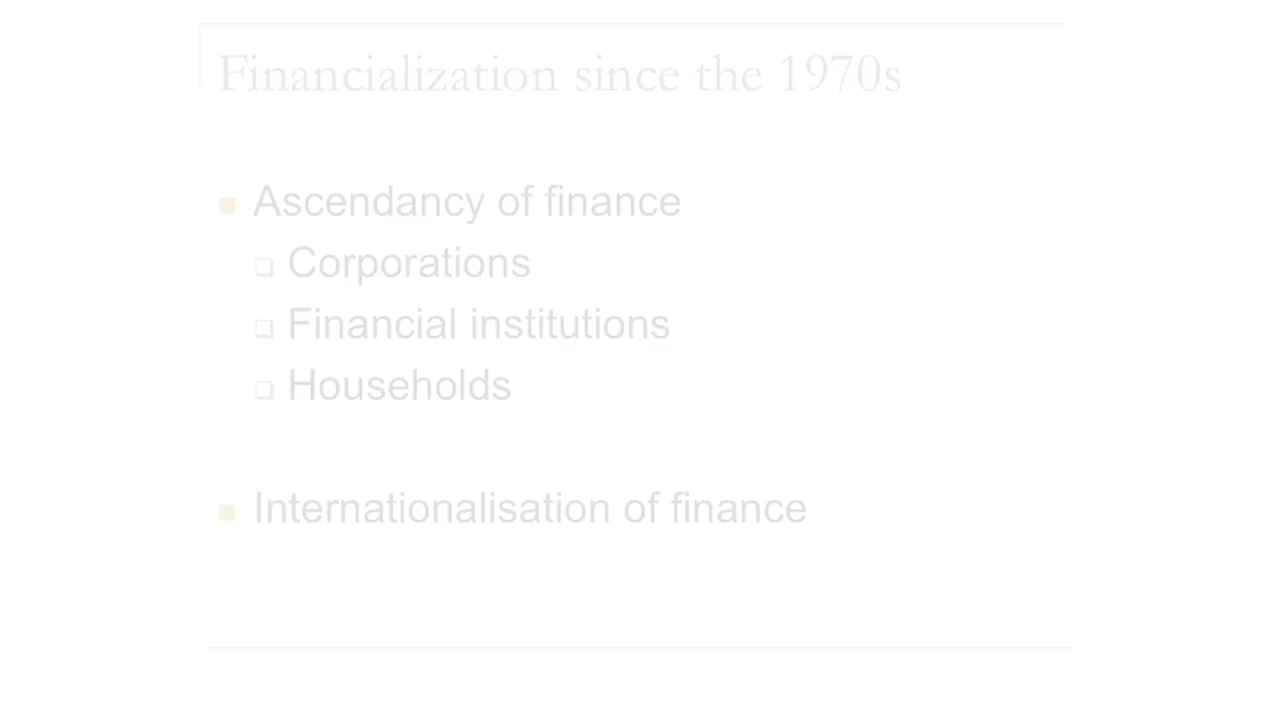 Financialization since the 1970s
Ascendancy of finance
Corporations
Financial institutions
Households
Internationalisation of finance